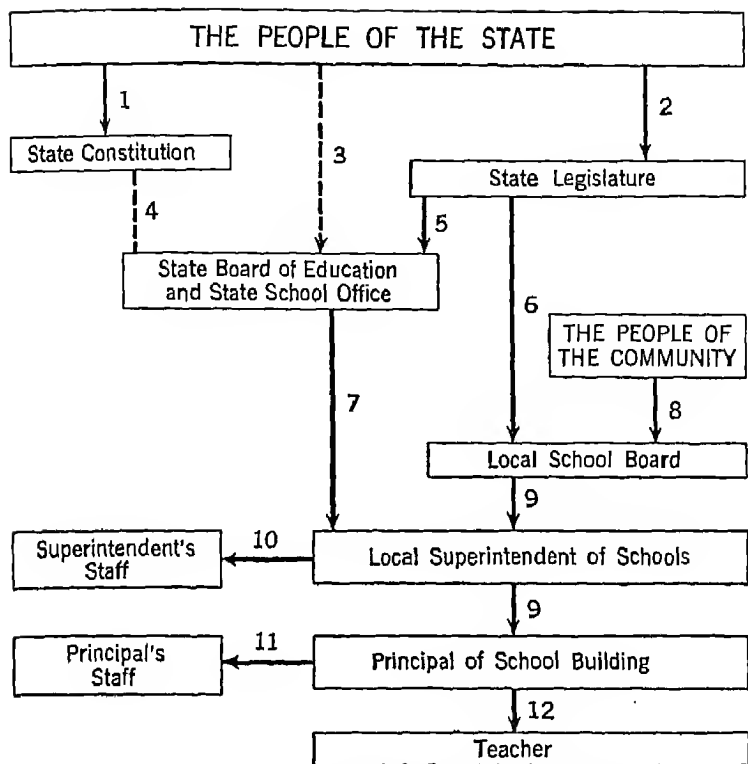 THE PEOPLE OF THE STATE
1
2
State Constitution
3
State Legislature
4
5
State Board of Education
and State School Office
6
THE PEOPLE OF
THE COMMUNITY
7
8
Local School Board
9
Superintendent's
Staff
10
Local Superintendent of Schools
9
Principal's
Staff
11
Principal of School Building
12
Teacher